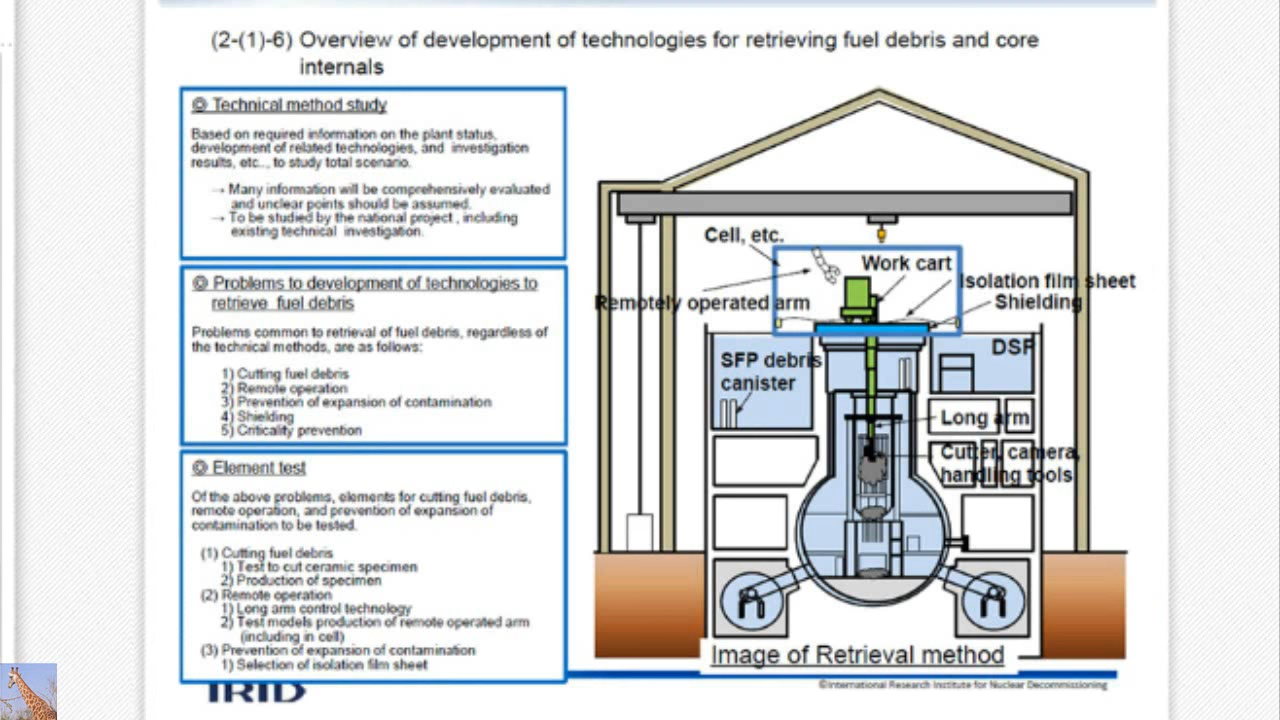 (2-(1)-6) Overview of development of technologies for retrieving fuel debris and core
internals
◎ Technical method study
Based on required information on the plant status,
development of related technologies, and investigation
results, etc.., to study total scenario.
→ Many information will be comprehensively evaluated
and unclear points should be assumed.
→ To be studied by the national project , including
existing technical investigation.
◎ Problems to development of technologies to
retrieve fuel debris
Problems common to retrieval of fuel debris, regardless of
the technical methods, are as follows:
1) Cutting fuel debris
2) Remote operation
3) Prevention of expansion of contamination
4) Shielding
5) Criticality prevention
◎ Element test
Of the above problems, elements for cutting fuel debris,
remote operation, and prevention of expansion of
contamination to be tested.
(1) Cutting fuel debris
1) Test to cut ceramic specimen
2) Production of specimen
(2) Remote operation
1) Long arm control technology
2) Test models production of remote operated arm
(including in cell)
(3) Prevention of expansion of contamination
1) Selection of isolation film sheet
Cell, etc.
Work cart
Isolation film sheet
Remotely operated arm
Shielding
DSP
SFP debris
canister
Long arm
Cutter, camera,
handling tools
Image of Retrieval method
IRID
©International Research Institute for Nuclear Decommissioning